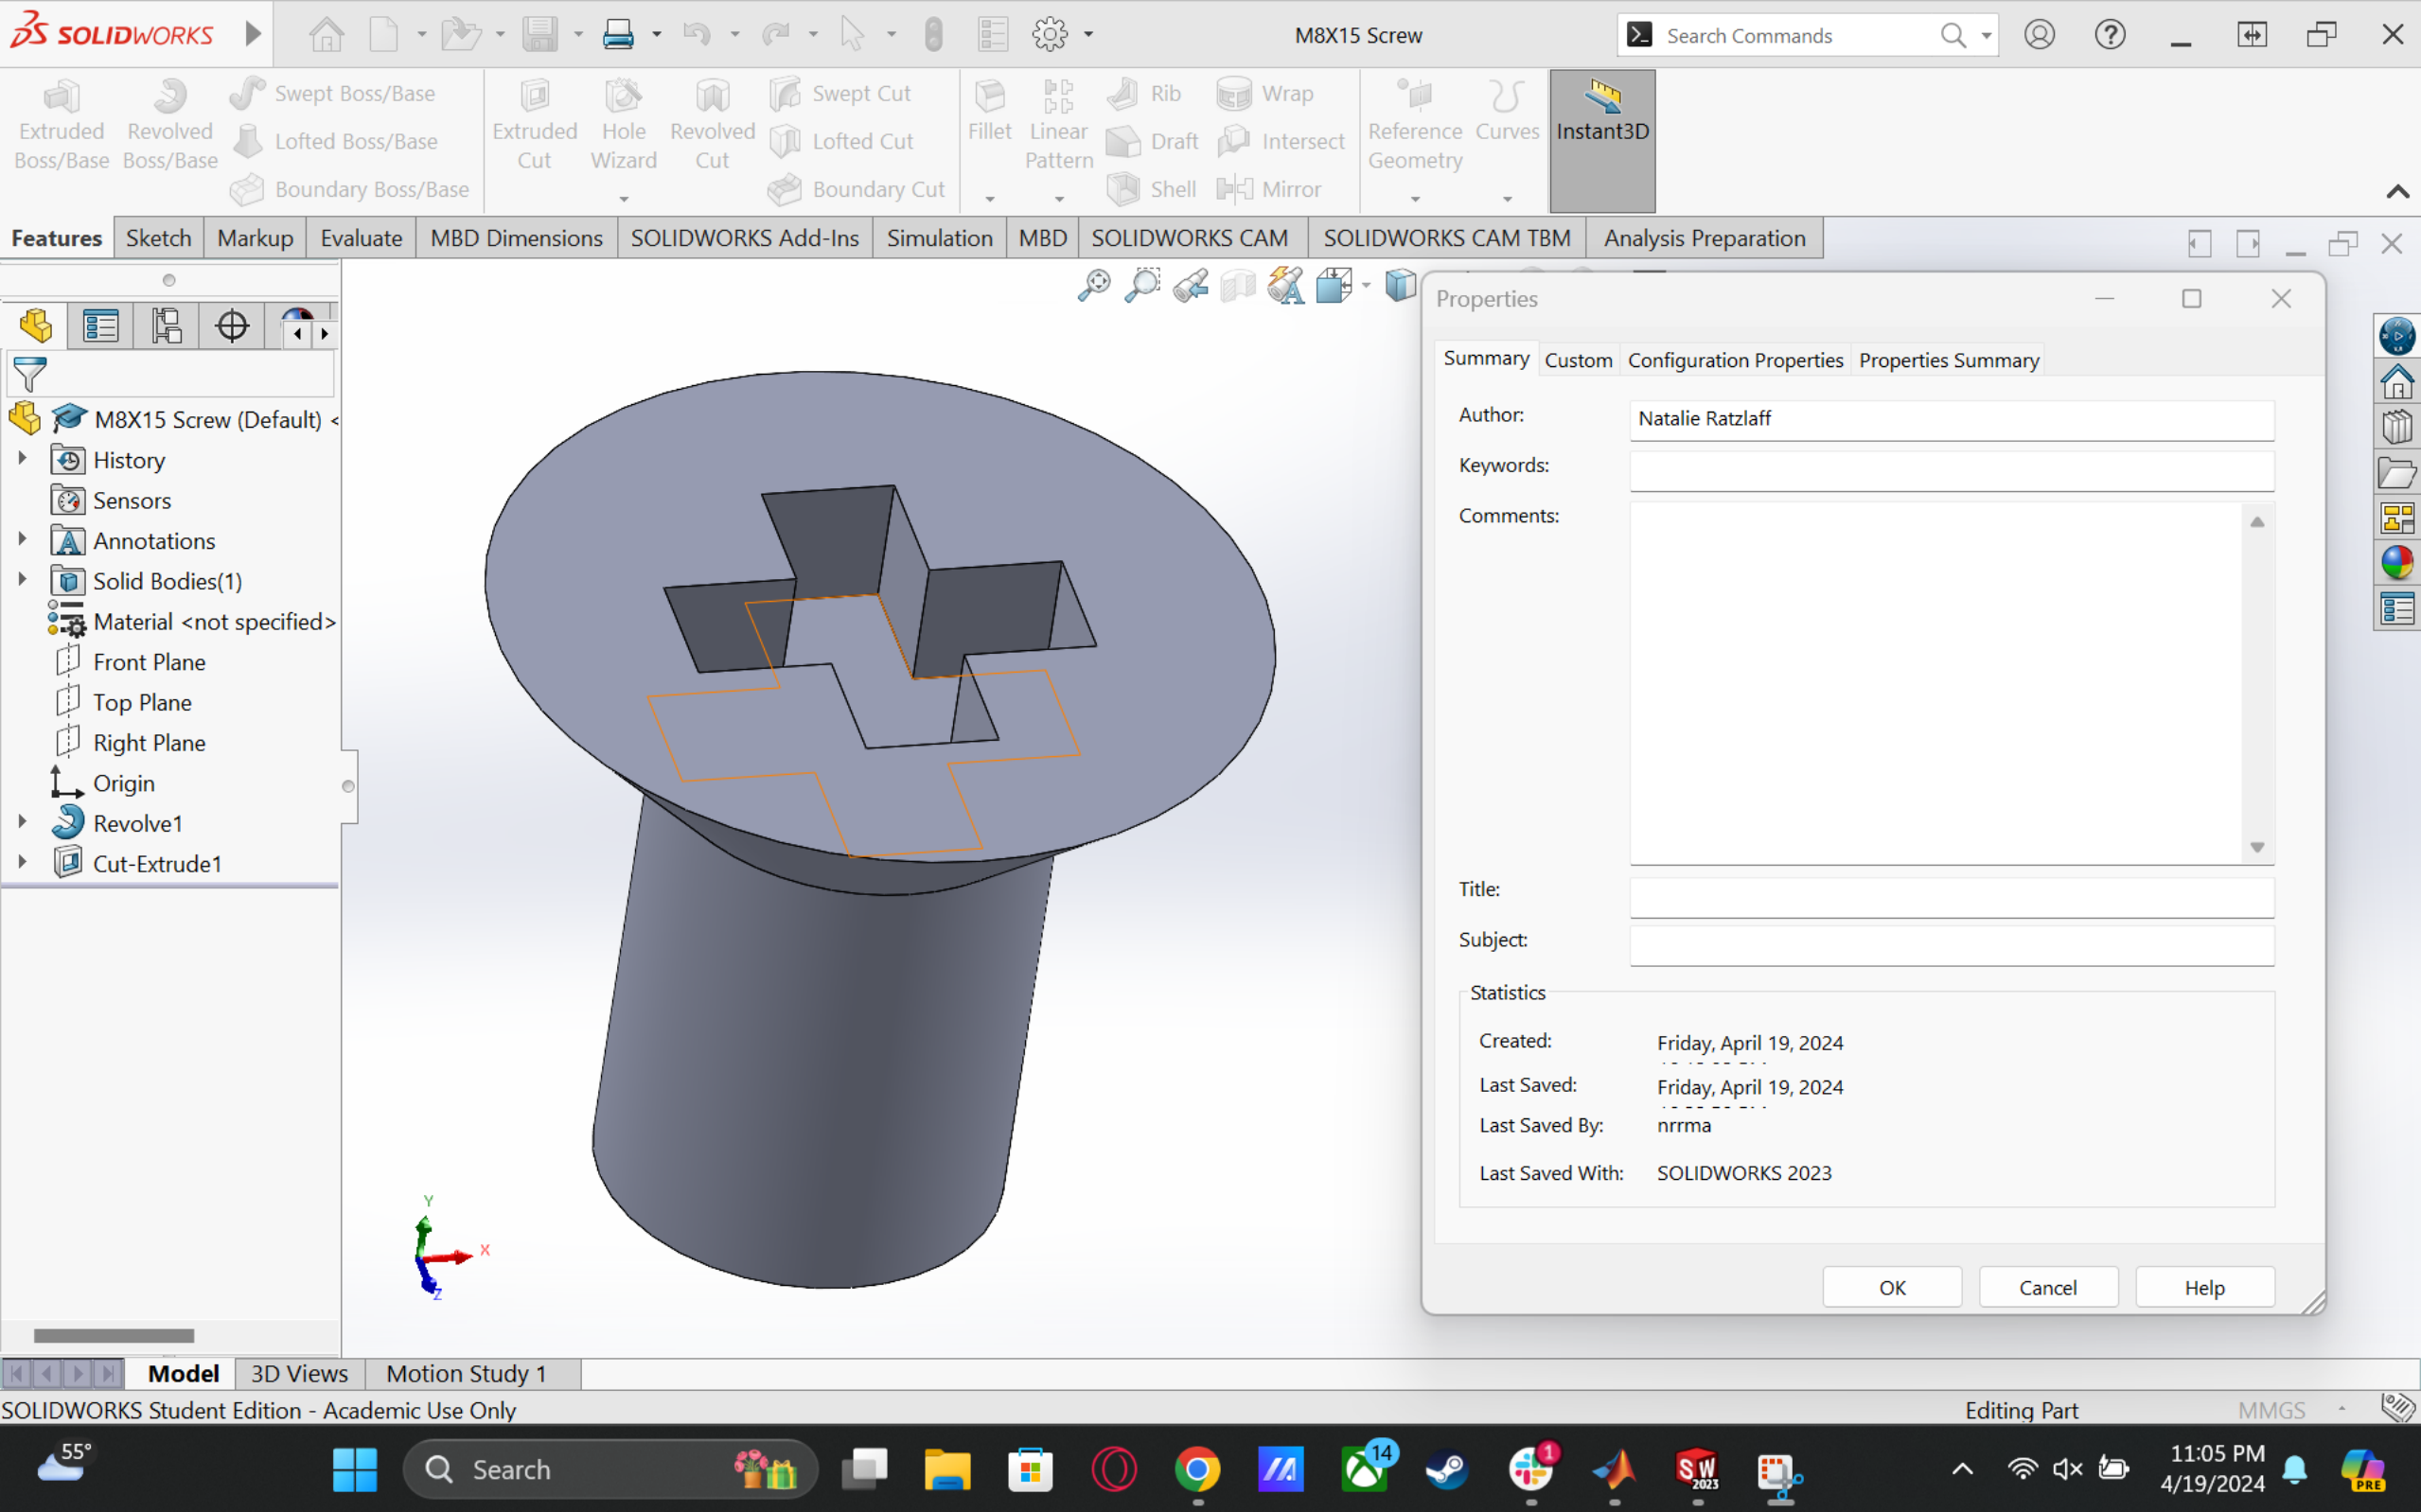 SOLIDWORKS
M8X15 Screw
Search Commands
Extruded Boss/Base
Revolved Boss/Base
Swept Boss/Base
Lofted Boss/Base
Boundary Boss/Base
Extruded Cut
Hole Wizard
Revolved Cut
Swept Cut
Lofted Cut
Boundary Cut
Fillet
Linear Pattern
Rib
Draft
Shell
Wrap
Intersect
Mirror
Reference Geometry
Curves
Instant3D
Features
Sketch
Markup
Evaluate
MBD Dimensions
SOLIDWORKS Add-Ins
Simulation
MBD
SOLIDWORKS CAM
SOLIDWORKS CAM TBM
Analysis Preparation
M8X15 Screw (Default) <
History
Sensors
Annotations
Solid Bodies(1)
Material <not specified>
Front Plane
Top Plane
Right Plane
Origin
Revolve1
Cut-Extrude1
Y
X
Z
Properties
Summary
Custom
Configuration Properties
Properties Summary
Author:
Natalie Ratzlaff
Keywords:
Comments:
Title:
Subject:
Statistics
Created:
Friday, April 19, 2024
Last Saved:
Friday, April 19, 2024
Last Saved By:
nrrma
Last Saved With:
SOLIDWORKS 2023
OK
Cancel
Help
Model
3D Views
Motion Study 1
SOLIDWORKS Student Edition - Academic Use Only
Editing Part
MMGS
55°
Search
14
1
SW
2023
11:05 PM
4/19/2024
PRE